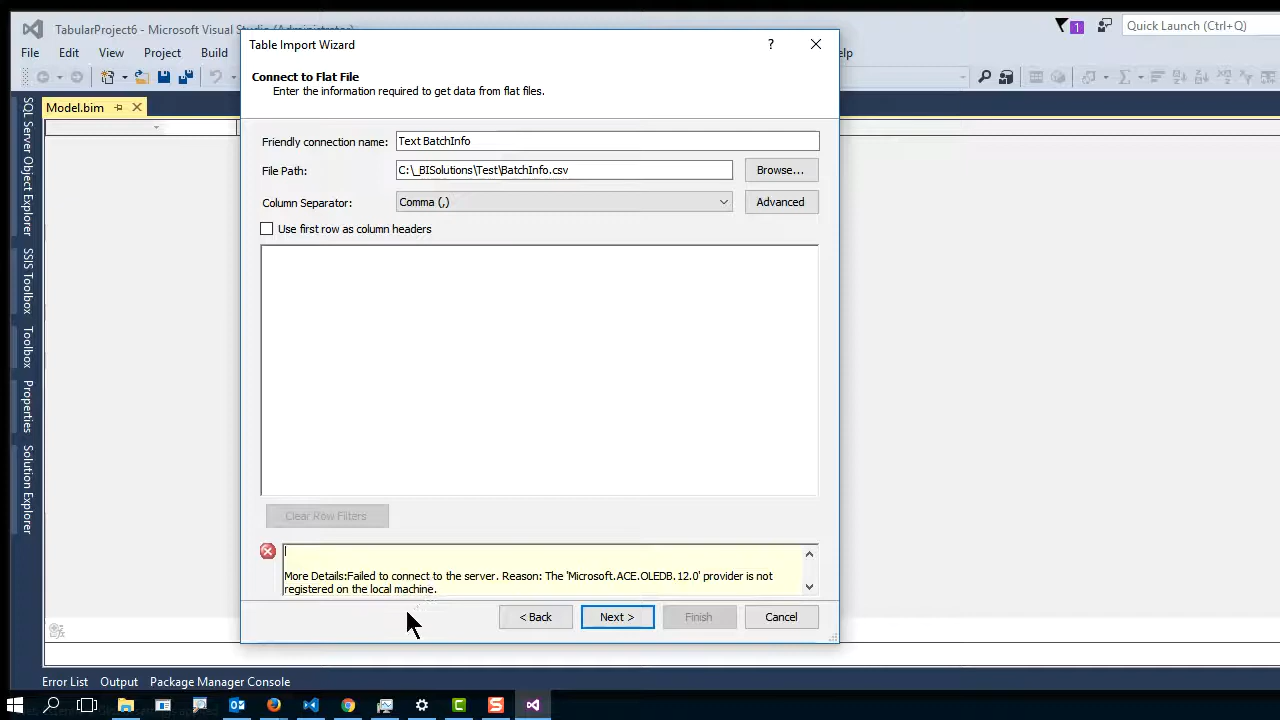 TabularProject6 - Microsoft Visual Stu
Quick Launch (Ctrl+Q)
1
File Edit View Project Build
elp
Model.bim
SQL Server Object Explorer
SSIS Toolbox
Toolbox
Properties
Solution Explorer
Table Import Wizard
?
Connect to Flat File
Enter the information required to get data from flat files.
Friendly connection name: Text BatchInfo
File Path: C:\_BISolutions\Test\BatchInfo.csv Browse...
Column Separator: Comma (,) Advanced
Use first row as column headers
Clear Row Filters
More Details:Failed to connect to the server. Reason: The 'Microsoft.ACE.OLEDB.12.0' provider is not
registered on the local machine.
< Back Next > Finish Cancel
Error List Output Package Manager Console